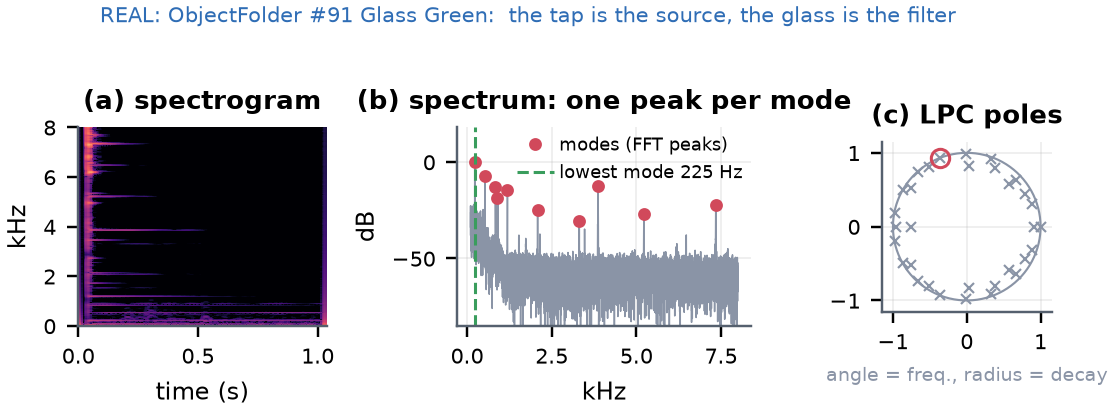 REAL: ObjectFolder #91 Glass Green:  the tap is the source, the glass is the filter
(a) spectrogram
kHz
8
6
4
2
0
0.0
0.5
1.0
time (s)
(b) spectrum: one peak per mode
dB
0
−50
modes (FFT peaks)
lowest mode 225 Hz
0.0
2.5
5.0
7.5
kHz
(c) LPC poles
1
0
−1
−1
0
1
angle = freq., radius = decay